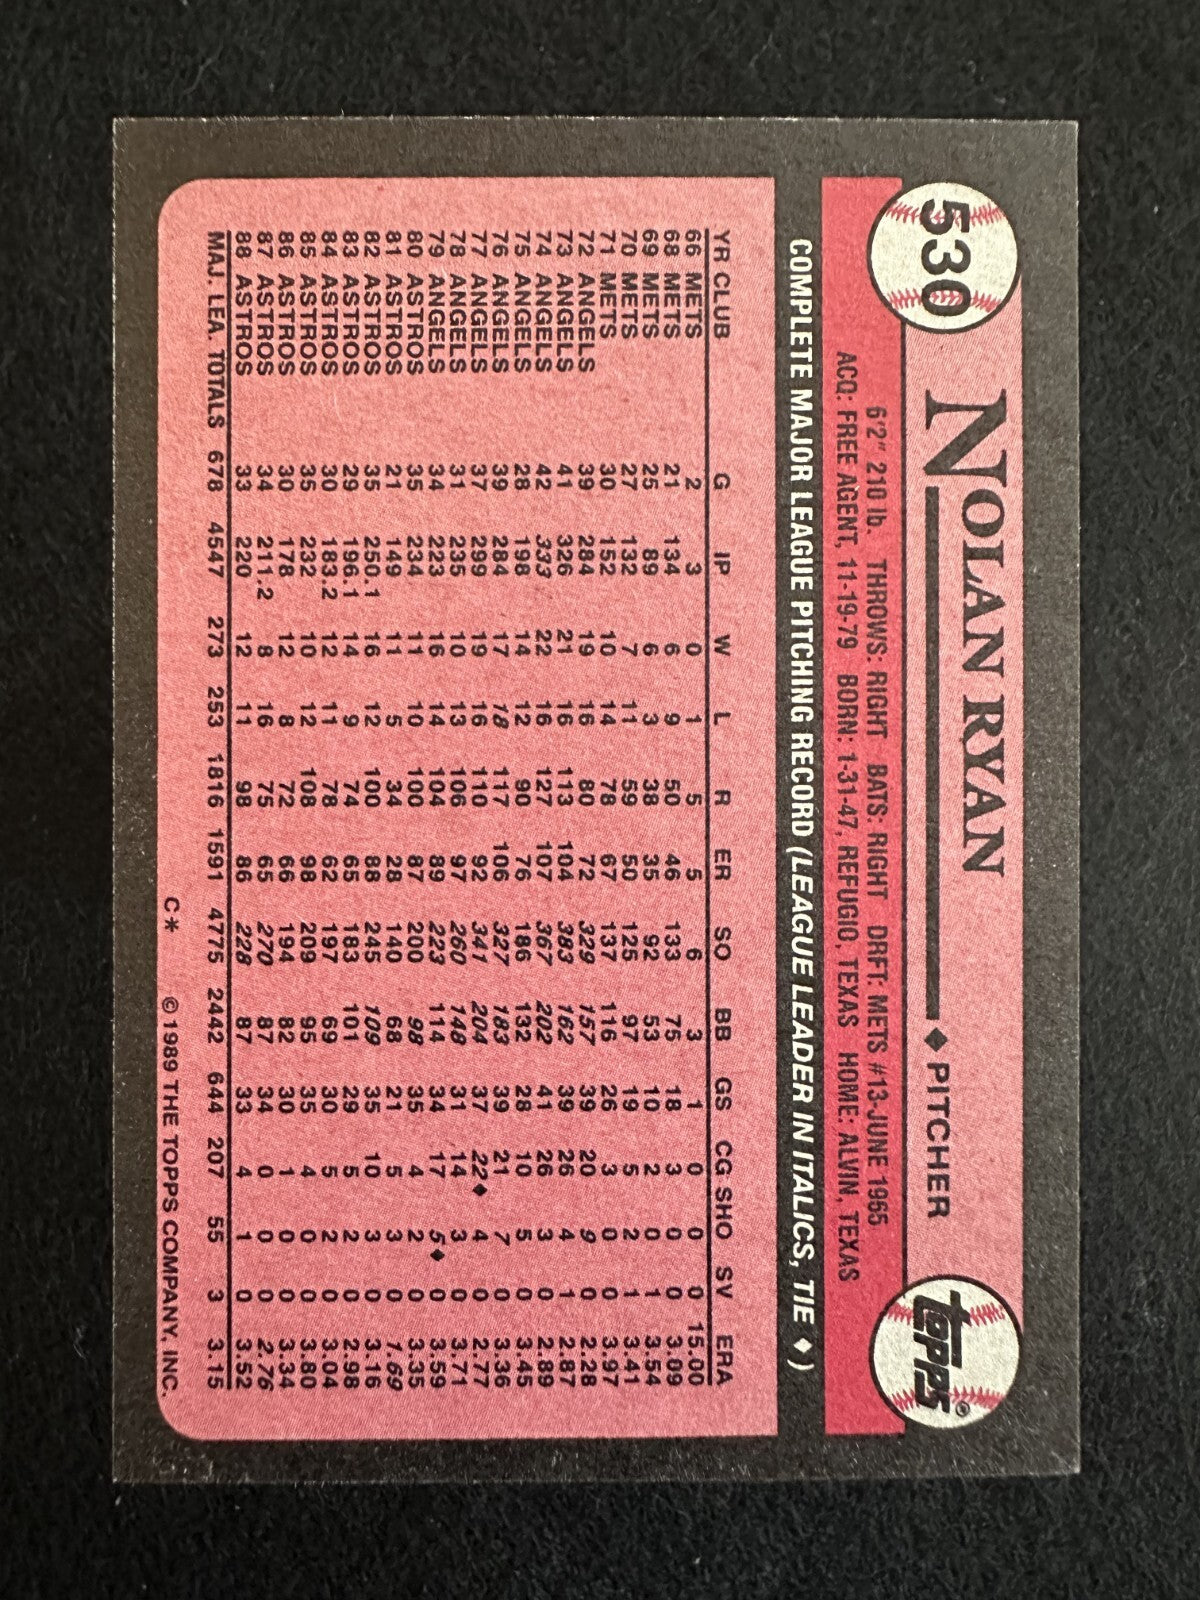 530
NOLAN RYAN ◆PITCHER
topps®
6'2" 210 lb. THROWS: RIGHT BATS: RIGHT DRFT: METS #13-JUNE 1965
ACQ: FREE AGENT, 11-19-79 BORN: 1-31-47, REFUGIO, TEXAS HOME: ALVIN, TEXAS
COMPLETE MAJOR LEAGUE PITCHING RECORD (LEAGUE LEADER IN ITALICS, TIE ◆)
YR CLUB G IP W L R ER SO BB GS CG SHO SV ERA
66 METS 2 3 0 1 5 5 6 3 1 0 0 0 15.00
68 METS 21 134 6 9 50 46 133 75 18 3 0 0 3.09
69 METS 25 89 6 3 38 35 92 53 10 2 0 1 3.54
70 METS 27 132 7 11 59 50 125 97 19 5 2 1 3.41
71 METS 30 152 10 14 78 67 137 116 26 3 0 0 3.97
72 ANGELS 39 284 19 16 80 72 329 157 39 20 9 0 2.28
73 ANGELS 41 326 21 16 113 104 383 162 39 26 4 1 2.87
74 ANGELS 42 333 22 16 127 107 367 202 41 26 3 0 2.89
75 ANGELS 28 198 14 12 90 76 186 132 28 10 5 0 3.45
76 ANGELS 39 284 17 18 117 106 327 183 39 21 7 0 3.36
77 ANGELS 37 299 19 16 110 92 341 204 37 22◆ 4 0 2.77
78 ANGELS 31 235 10 13 106 97 260 148 31 14 3 0 3.71
79 ANGELS 34 223 16 14 104 89 223 114 34 17 5◆ 0 3.59
80 ASTROS 35 234 11 10 100 87 200 98 35 4 2 0 3.35
81 ASTROS 21 149 11 5 34 28 140 68 21 5 3 0 1.69
82 ASTROS 35 250.1 16 12 100 88 245 109 35 10 3 0 3.16
83 ASTROS 29 196.1 14 9 74 65 183 101 29 5 2 0 2.98
84 ASTROS 30 183.2 12 11 78 62 197 69 30 5 2 0 3.04
85 ASTROS 35 232 10 12 108 98 209 95 35 4 0 0 3.80
86 ASTROS 30 178 12 8 72 66 194 82 30 1 0 0 3.34
87 ASTROS 34 211.2 8 16 75 65 270 87 34 0 0 0 2.76
88 ASTROS 33 220 12 11 98 86 228 87 33 4 1 0 3.52
MAJ. LEA. TOTALS 678 4547 273 253 1816 1591 4775 2442 644 207 55 3 3.15
C* © 1989 THE TOPPS COMPANY, INC.